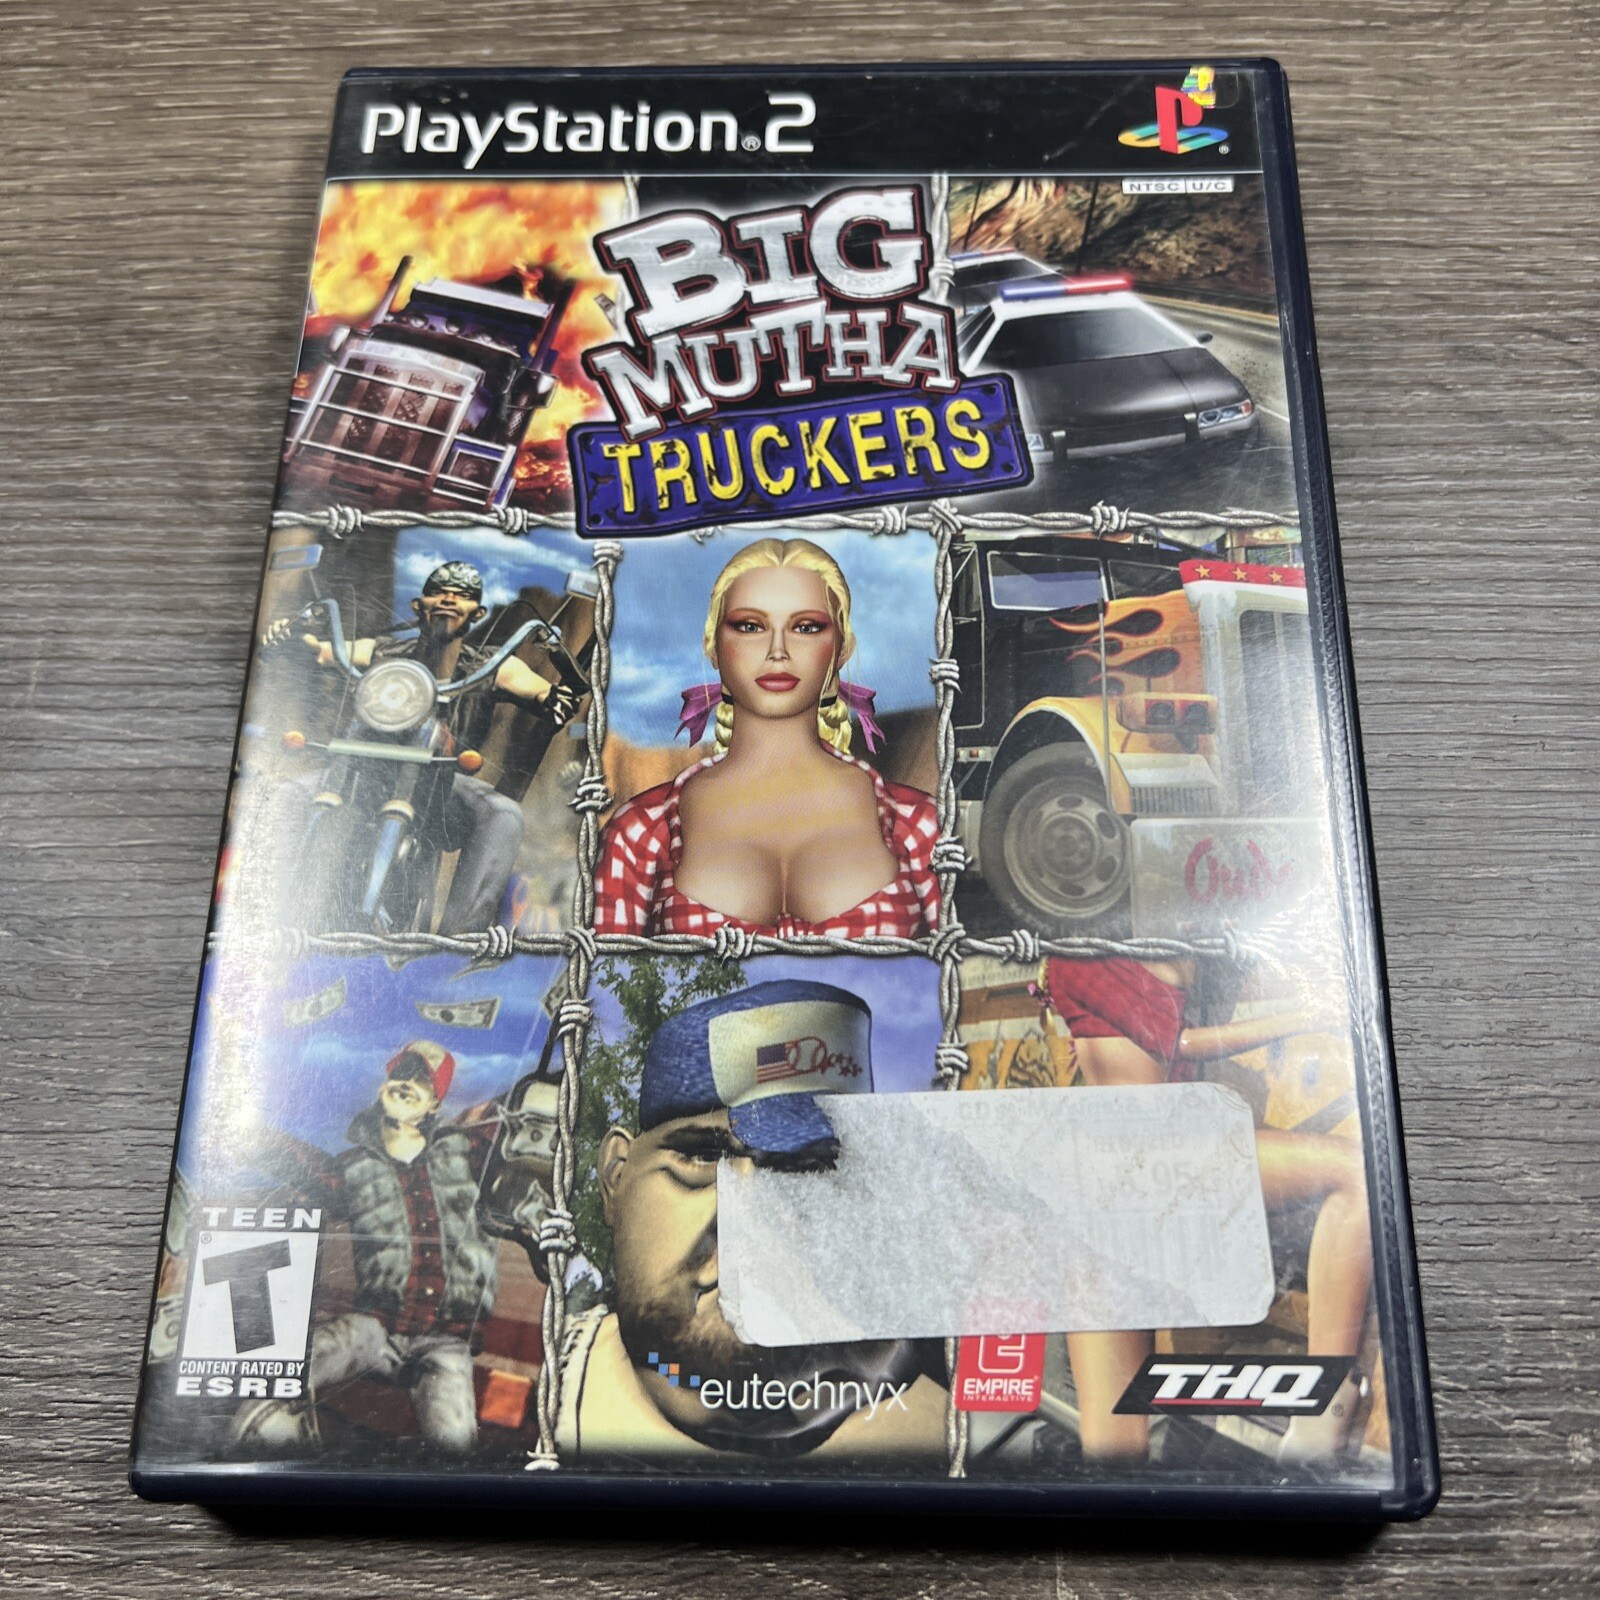 PlayStation®2
NTSC U/C
BIG
MUTHA
TRUCKERS
TEEN
T
CONTENT RATED BY
ESRB
eutechnyx
E
EMPIRE
INTERACTIVE
THQ